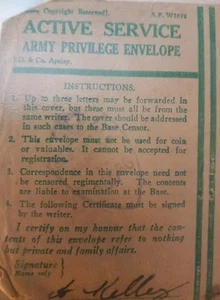 Copyright Reserved].
A.F. W3078
ACTIVE SERVICE
ARMY PRIVILEGE ENVELOPE
& Co. Apsley.
INSTRUCTIONS.
1. Up to three letters may be forwarded in
this cover, but these must all be from the
same writer. The cover should be addressed
in such cases to the Base Censor.
2. This envelope must not be used for coin
or valuables. It cannot be accepted for
registration.
3. Correspondence in this envelope need not
be censored regimentally. The contents
are liable to examination at the Base.
4. The following Certificate must be signed
by the writer.
I certify on my honour that the con-
tents of this envelope refer to nothing
but private and family affairs.
Signature
Name only